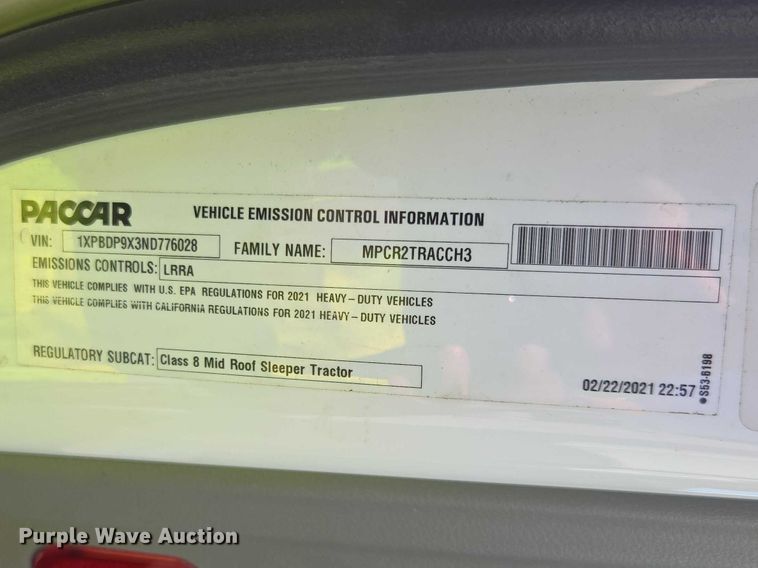 PACCAR VEHICLE EMISSION CONTROL INFORMATION
VIN: 1XPBDP9X3ND776028 FAMILY NAME: MPCR2TRACCH3
EMISSIONS CONTROLS: LRRA
THIS VEHICLE COMPLIES WITH U.S. EPA REGULATIONS FOR 2021 HEAVY-DUTY VEHICLES
THIS VEHICLE COMPLIES WITH CALIFORNIA REGULATIONS FOR 2021 HEAVY-DUTY VEHICLES
REGULATORY SUBCAT: Class 8 Mid Roof Sleeper Tractor
02/22/2021 22:57
S53-6198
Purple Wave Auction